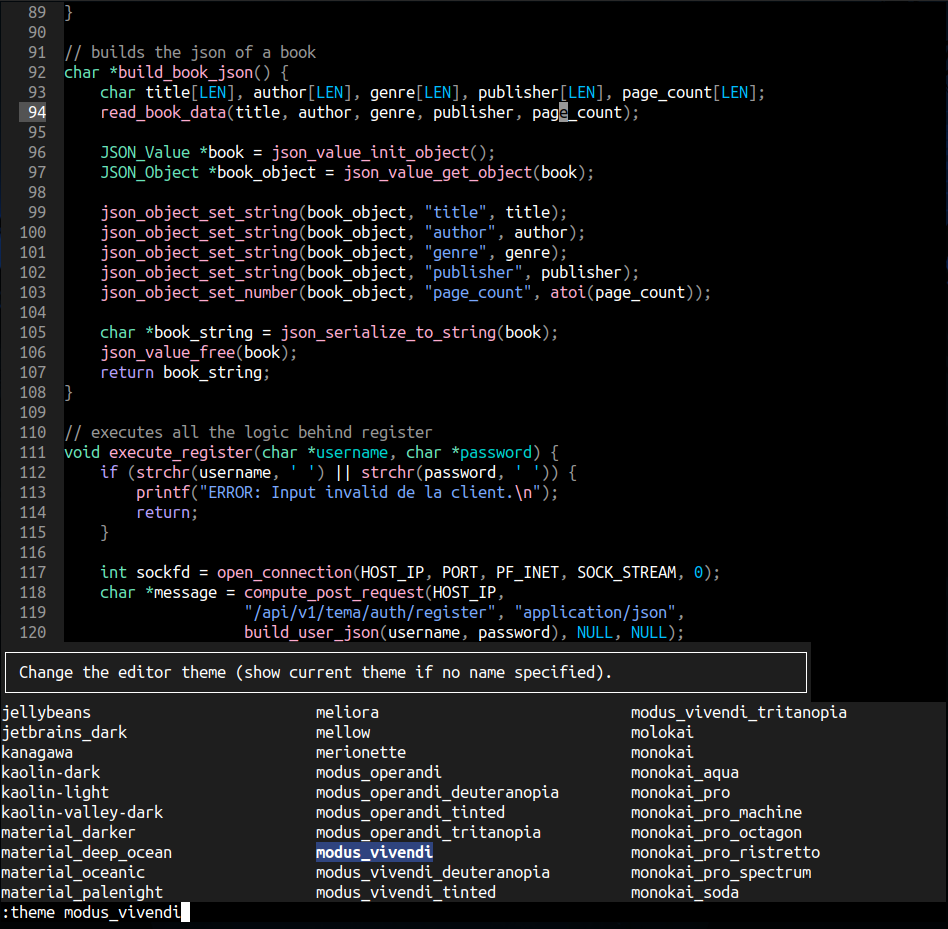 89 }
90
91 // builds the json of a book
92 char *build_book_json() {
93     char title[LEN], author[LEN], genre[LEN], publisher[LEN], page_count[LEN];
94     read_book_data(title, author, genre, publisher, page_count);
95
96     JSON_Value *book = json_value_init_object();
97     JSON_Object *book_object = json_value_get_object(book);
98
99     json_object_set_string(book_object, "title", title);
100     json_object_set_string(book_object, "author", author);
101     json_object_set_string(book_object, "genre", genre);
102     json_object_set_string(book_object, "publisher", publisher);
103     json_object_set_number(book_object, "page_count", atoi(page_count));
104
105     char *book_string = json_serialize_to_string(book);
106     json_value_free(book);
107     return book_string;
108 }
109
110 // executes all the logic behind register
111 void execute_register(char *username, char *password) {
112     if (strchr(username, ' ') || strchr(password, ' ')) {
113         printf("ERROR: Input invalid de la client.\n");
114         return;
115     }
116
117     int sockfd = open_connection(HOST_IP, PORT, PF_INET, SOCK_STREAM, 0);
118     char *message = compute_post_request(HOST_IP,
119                     "/api/v1/tema/auth/register", "application/json",
120                     build_user_json(username, password), NULL, NULL);
Change the editor theme (show current theme if no name specified).
jellybeans meliora modus_vivendi_tritanopia
jetbrains_dark mellow molokai
kanagawa merionette monokai
kaolin-dark modus_operandi monokai_aqua
kaolin-light modus_operandi_deuteranopia monokai_pro
kaolin-valley-dark modus_operandi_tinted monokai_pro_machine
material_darker modus_operandi_tritanopia monokai_pro_octagon
material_deep_ocean modus_vivendi monokai_pro_ristretto
material_oceanic modus_vivendi_deuteranopia monokai_pro_spectrum
material_palenight modus_vivendi_tinted monokai_soda
:theme modus_vivendi